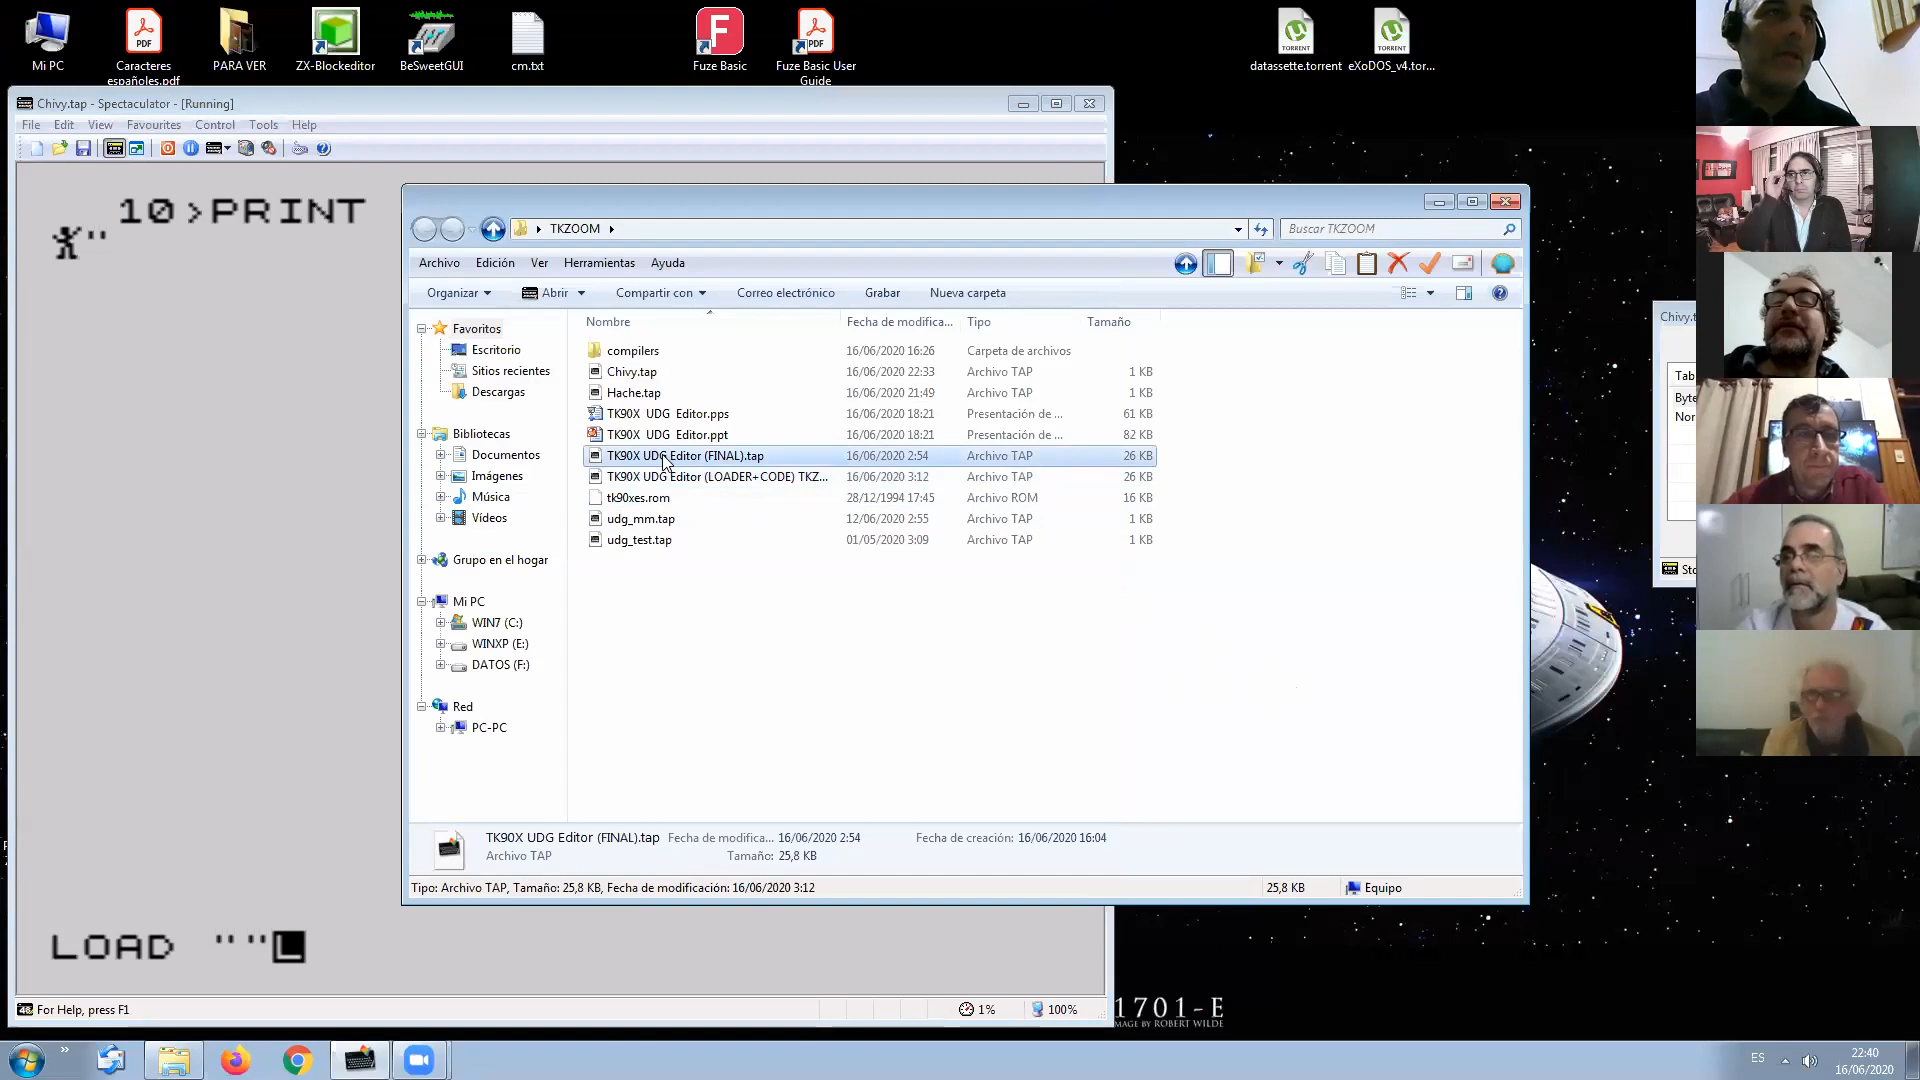 Mi PC
Caracteres
españoles.pdf
PARA VER
ZX-Blockeditor
BeSweetGUI
cm.txt
Fuze Basic
Fuze Basic User
Guide
datassette.torrent
eXoDOS_v4.tor...
Chivy.tap - Spectaculator - [Running]
File Edit View Favourites Control Tools Help
10>PRINT
"
LOAD ""L
For Help, press F1
1%
100%
TKZOOM
Buscar TKZOOM
Archivo Edición Ver Herramientas Ayuda
Organizar Abrir Compartir con Correo electrónico Grabar Nueva carpeta
Favoritos
Escritorio
Sitios recientes
Descargas
Bibliotecas
Documentos
Imágenes
Música
Vídeos
Grupo en el hogar
Mi PC
WIN7 (C:)
WINXP (E:)
DATOS (F:)
Red
PC-PC
Nombre Fecha de modifica... Tipo Tamaño
compilers 16/06/2020 16:26 Carpeta de archivos
Chivy.tap 16/06/2020 22:33 Archivo TAP 1 KB
Hache.tap 16/06/2020 21:49 Archivo TAP 1 KB
TK90X UDG Editor.pps 16/06/2020 18:21 Presentación de ... 61 KB
TK90X UDG Editor.ppt 16/06/2020 18:21 Presentación de ... 82 KB
TK90X UDG Editor (FINAL).tap 16/06/2020 2:54 Archivo TAP 26 KB
TK90X UDG Editor (LOADER+CODE) TKZ... 16/06/2020 3:12 Archivo TAP 26 KB
tk90xes.rom 28/12/1994 17:45 Archivo ROM 16 KB
udg_mm.tap 12/06/2020 2:55 Archivo TAP 1 KB
udg_test.tap 01/05/2020 3:09 Archivo TAP 1 KB
TK90X UDG Editor (FINAL).tap Fecha de modifica... 16/06/2020 2:54 Fecha de creación: 16/06/2020 16:04
Archivo TAP Tamaño: 25,8 KB
Tipo: Archivo TAP, Tamaño: 25,8 KB, Fecha de modificación: 16/06/2020 3:12 25,8 KB Equipo
Chivy.t
Tab
Byte
Nor
Sto
1701-E
IMAGE BY ROBERT WILDE
ES
22:40
16/06/2020